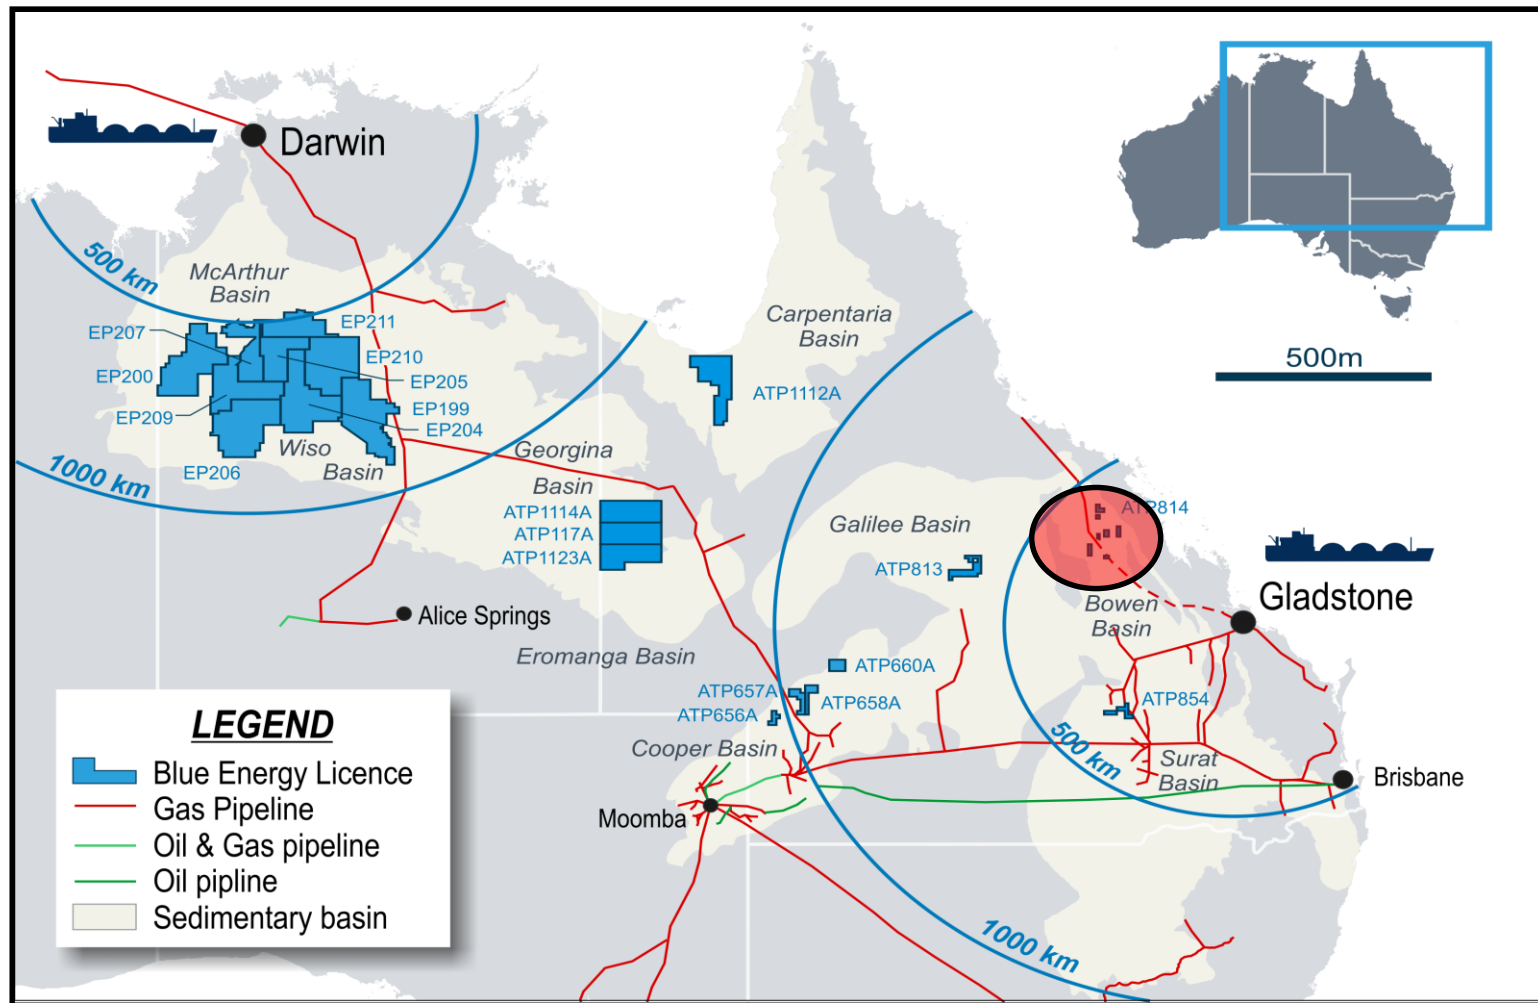 Darwin
500 km
McArthur
Basin
EP207
EP211
EP200
EP210
EP205
EP209
EP199
EP204
EP206
Wiso
Basin
1000 km
Carpentaria
Basin
ATP1112A
500m
Georgina
Basin
ATP1114A
ATP117A
ATP1123A
Galilee Basin
ATP813
ATP814
Gladstone
Bowen
Basin
Alice Springs
Eromanga Basin
ATP660A
ATP657A
ATP658A
ATP656A
ATP854
Cooper Basin
500 km
Surat
Basin
Brisbane
Moomba
1000 km
LEGEND
Blue Energy Licence
Gas Pipeline
Oil & Gas pipeline
Oil pipline
Sedimentary basin